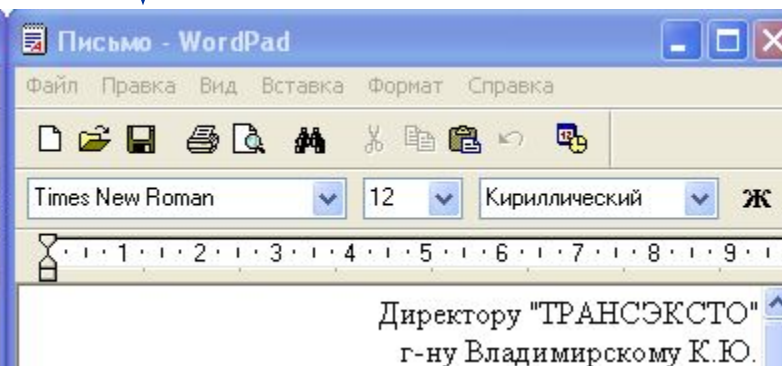 Письмо - WordPad
Файл Правка Вид Вставка Формат Справка
Times New Roman 12 Кириллический Ж
1 2 3 4 5 6 7 8 9
Директору "ТРАНСЭКСТО"
г-ну Владимирскому К.Ю.